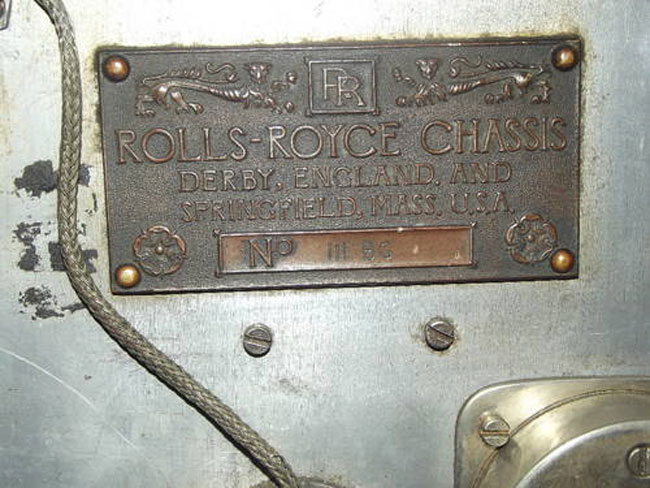 RR
ROLLS-ROYCE CHASSIS
DERBY, ENGLAND. AND
SPRINGFIELD, MASS. U.S.A.
No